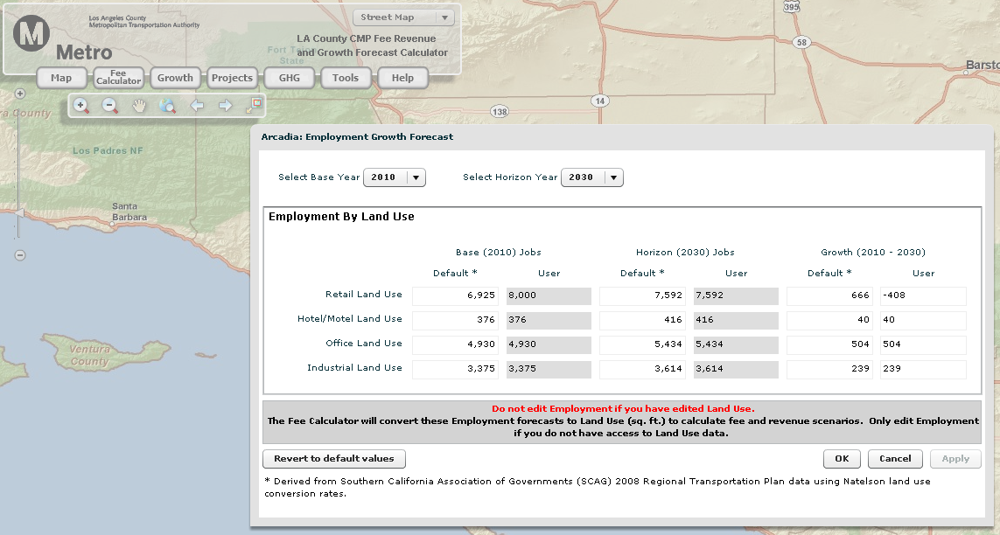 Los Angeles County
Metropolitan Transportation Authority
M
Metro
Street Map
LA County CMP Fee Revenue
and Growth Forecast Calculator
Map
Fee
Calculator
Growth
Projects
GHG
Tools
Help
395
58
14
138
County
Los Padres NF
Santa
Barbara
Ventura
County
Arcadia: Employment Growth Forecast
Select Base Year 2010 Select Horizon Year 2030
Employment By Land Use
Base (2010) Jobs Horizon (2030) Jobs Growth (2010 - 2030)
Default * User Default * User Default * User
Retail Land Use 6,925 8,000 7,592 7,592 666 -408
Hotel/Motel Land Use 376 376 416 416 40 40
Office Land Use 4,930 4,930 5,434 5,434 504 504
Industrial Land Use 3,375 3,375 3,614 3,614 239 239
Do not edit Employment if you have edited Land Use.
The Fee Calculator will convert these Employment forecasts to Land Use (sq. ft.) to calculate fee and revenue scenarios. Only edit Employment
if you do not have access to Land Use data.
Revert to default values OK Cancel Apply
* Derived from Southern California Association of Governments (SCAG) 2008 Regional Transportation Plan data using Natelson land use
conversion rates.